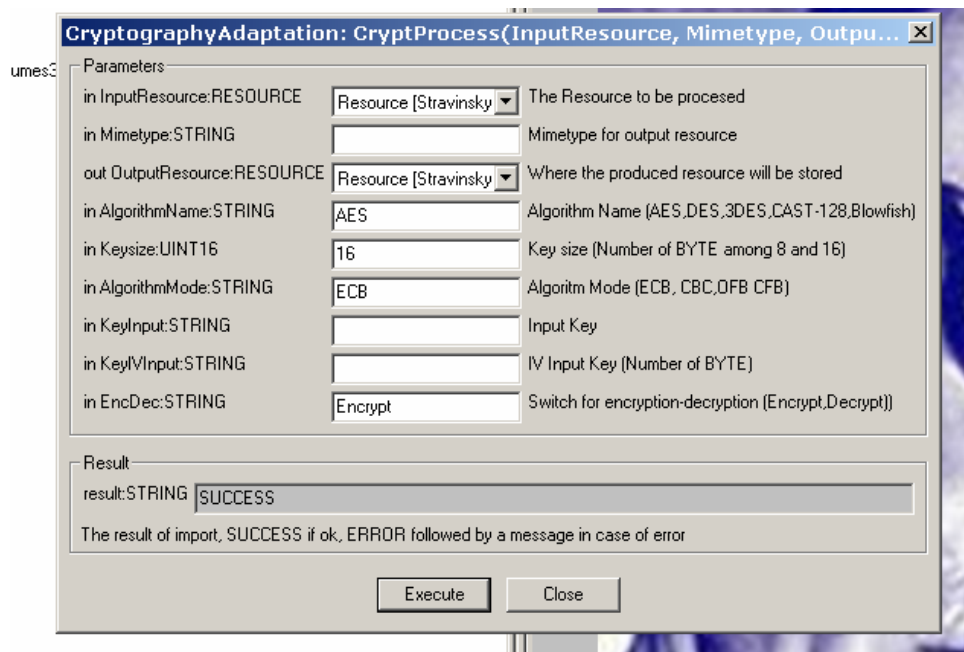 CryptographyAdaptation: CryptProcess(InputResource, Mimetype, Outpu...
umes3
Parameters
in InputResource:RESOURCE Resource [Stravinsky The Resource to be procesed
in Mimetype:STRING Mimetype for output resource
out OutputResource:RESOURCE Resource [Stravinsky Where the produced resource will be stored
in AlgorithmName:STRING AES Algorithm Name (AES,DES,3DES,CAST-128,Blowfish)
in Keysize:UINT16 16 Key size (Number of BYTE among 8 and 16)
in AlgorithmMode:STRING ECB Algoritm Mode (ECB, CBC,OFB CFB)
in KeyInput:STRING Input Key
in KeyIVInput:STRING IV Input Key (Number of BYTE)
in EncDec:STRING Encrypt Switch for encryption-decryption (Encrypt,Decrypt))
Result
result:STRING SUCCESS
The result of import, SUCCESS if ok, ERROR followed by a message in case of error
Execute Close